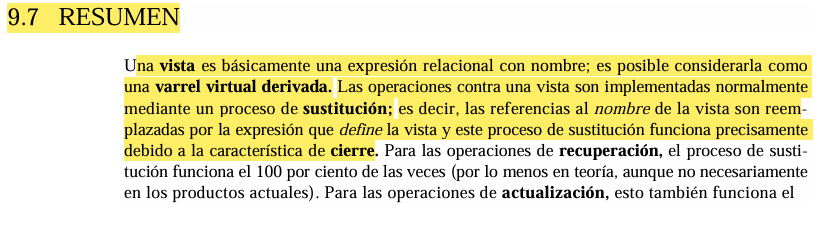 9.7 RESUMEN
Una vista es básicamente una expresión relacional con nombre; es posible considerarla como
una varrel virtual derivada. Las operaciones contra una vista son implementadas normalmente
mediante un proceso de sustitución; es decir, las referencias al nombre de la vista son reem-
plazadas por la expresión que define la vista y este proceso de sustitución funciona precisamente
debido a la característica de cierre. Para las operaciones de recuperación, el proceso de susti-
tución funciona el 100 por ciento de las veces (por lo menos en teoría, aunque no necesariamente
en los productos actuales). Para las operaciones de actualización, esto también funciona el